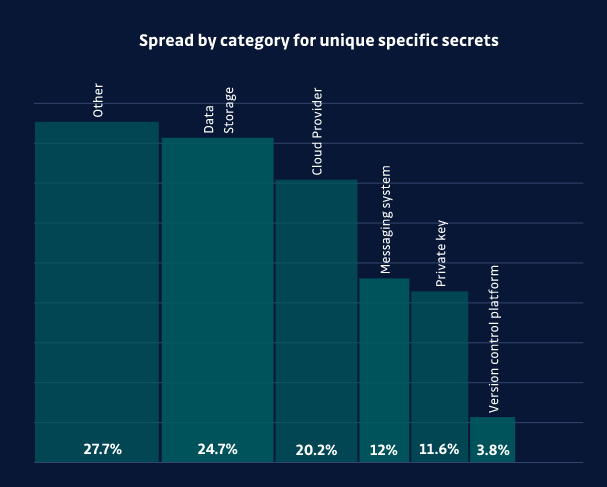 Spread by category for unique specific secrets
Other
Data
Storage
Cloud Provider
Messaging system
Private key
Version control platform
27.7%
24.7%
20.2%
12%
11.6%
3.8%